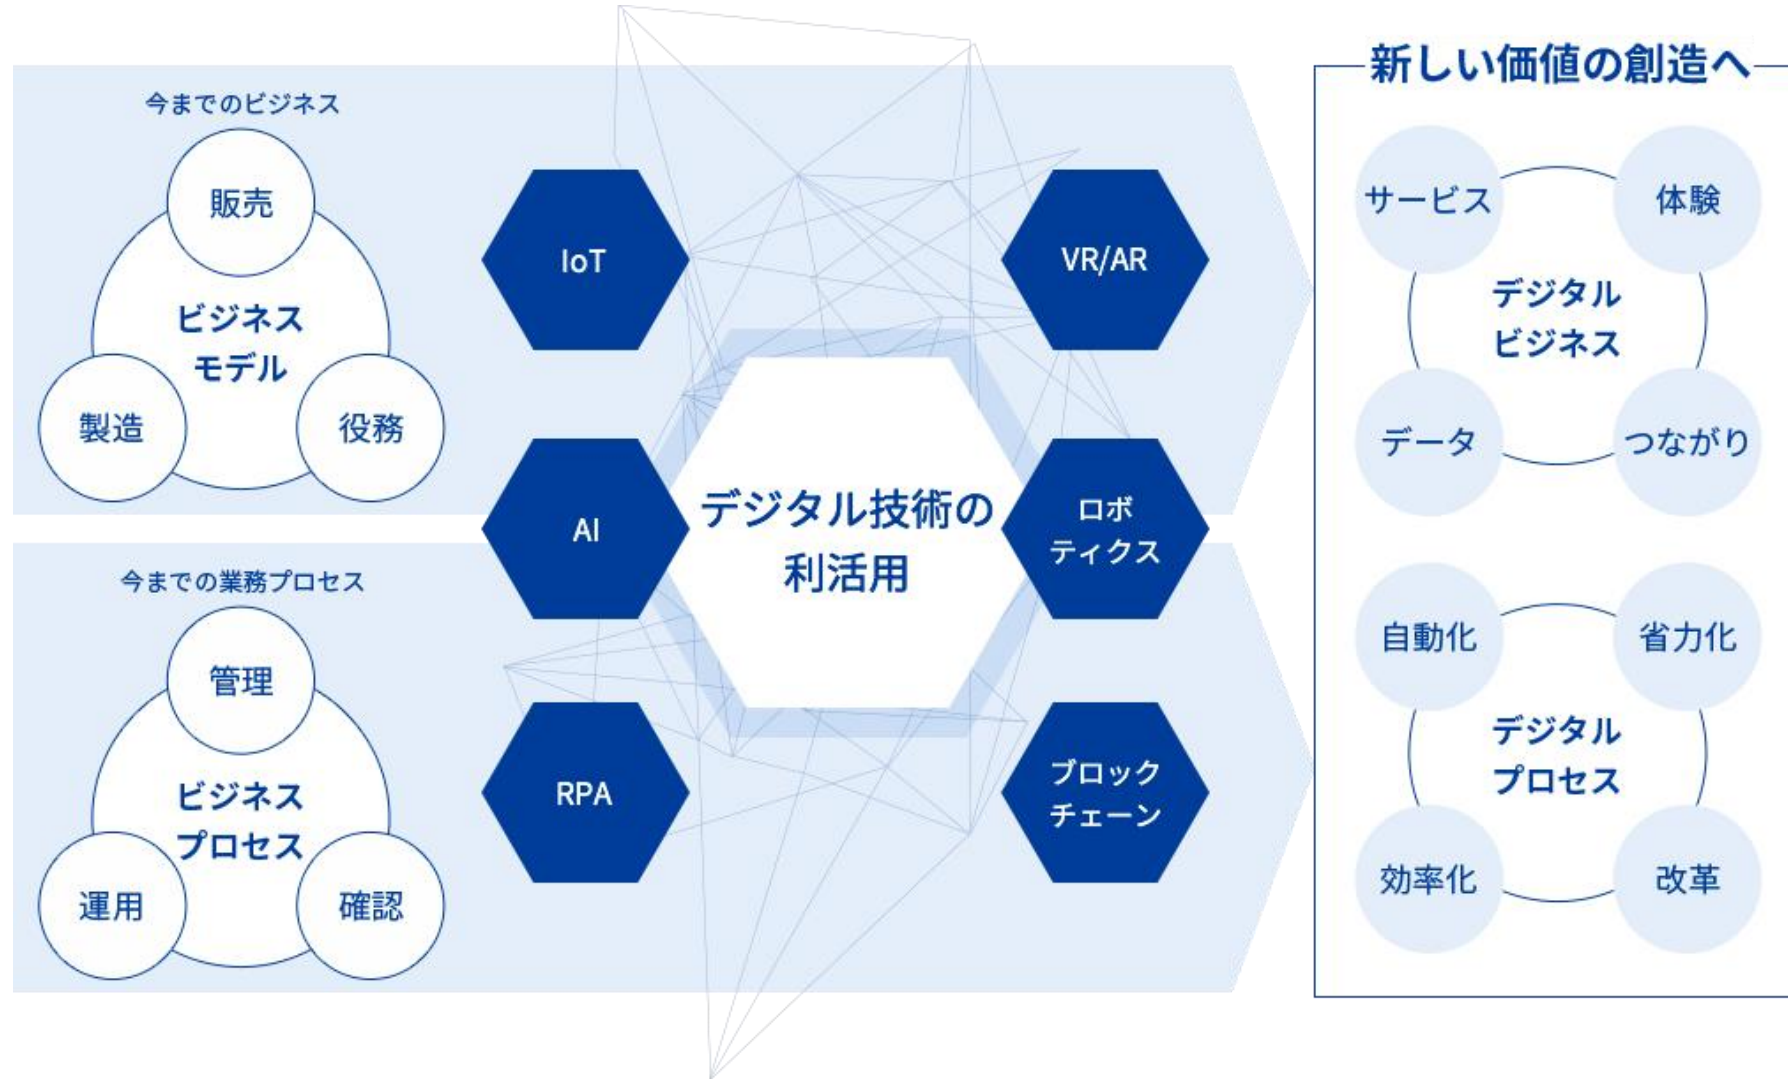 今までのビジネス
販売
ビジネス
モデル
製造
役務
今までの業務プロセス
管理
ビジネス
プロセス
運用
確認
IoT
AI
RPA
デジタル技術の
利活用
VR/AR
ロボ
ティクス
ブロック
チェーン
新しい価値の創造へ
サービス
体験
デジタル
ビジネス
データ
つながり
自動化
省力化
デジタル
プロセス
効率化
改革